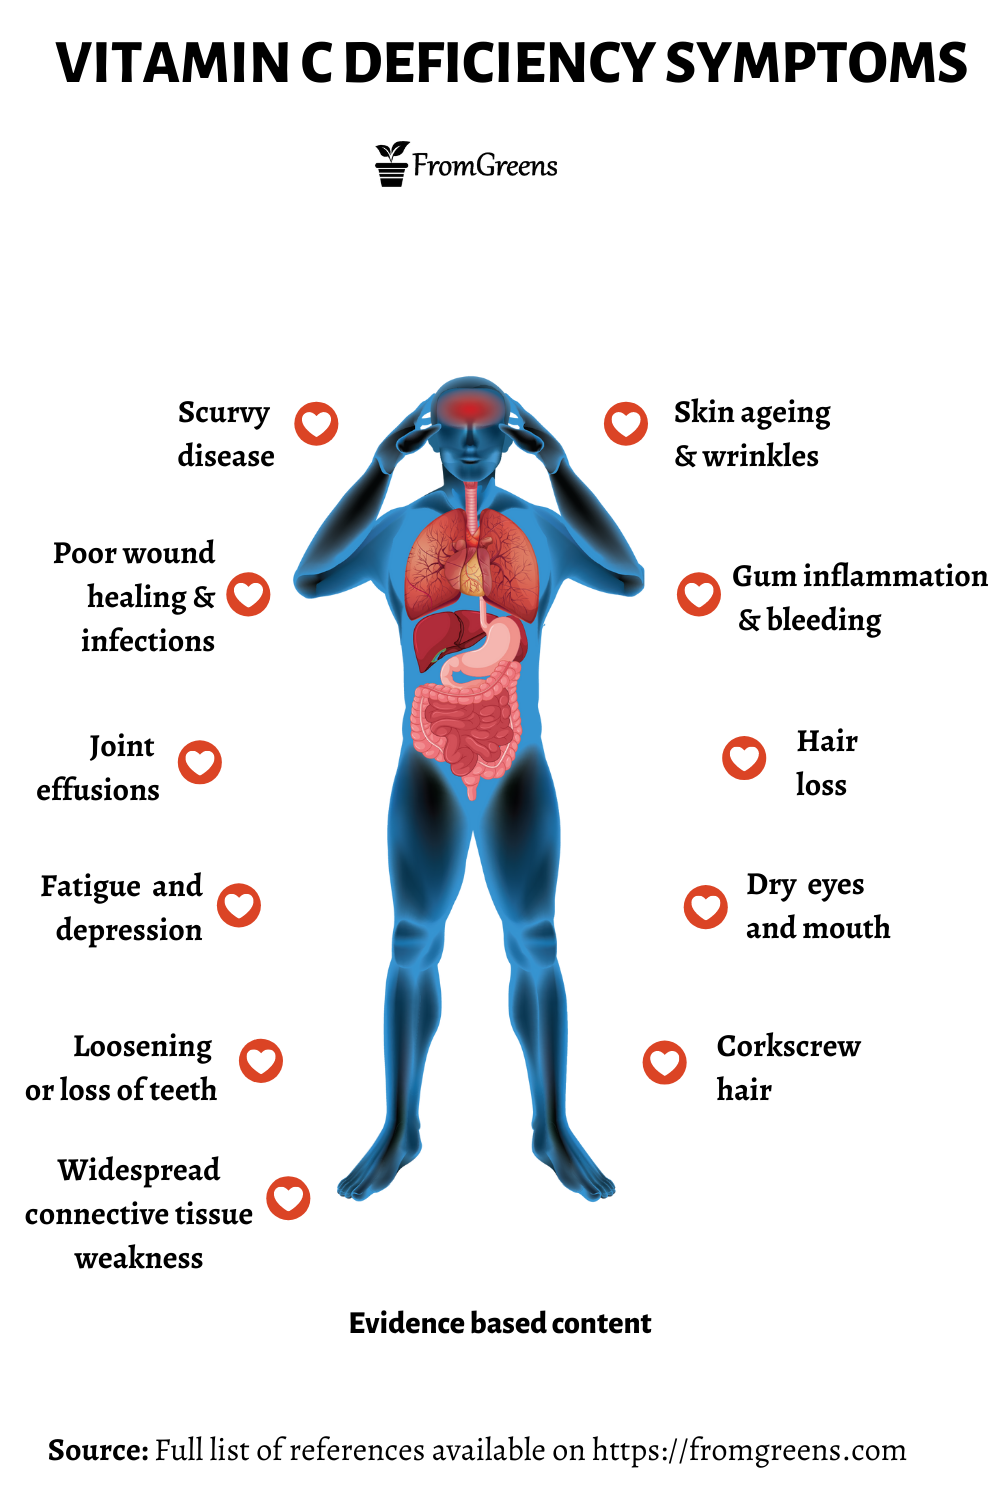 VITAMIN C DEFICIENCY SYMPTOMS
FromGreens
Scurvy
disease
Skin ageing
& wrinkles
Poor wound
healing &
infections
Gum inflammation
& bleeding
Joint
effusions
Hair
loss
Fatigue and
depression
Dry eyes
and mouth
Loosening
or loss of teeth
Corkscrew
hair
Widespread
connective tissue
weakness
Evidence based content
Source: Full list of references available on https://fromgreens.com